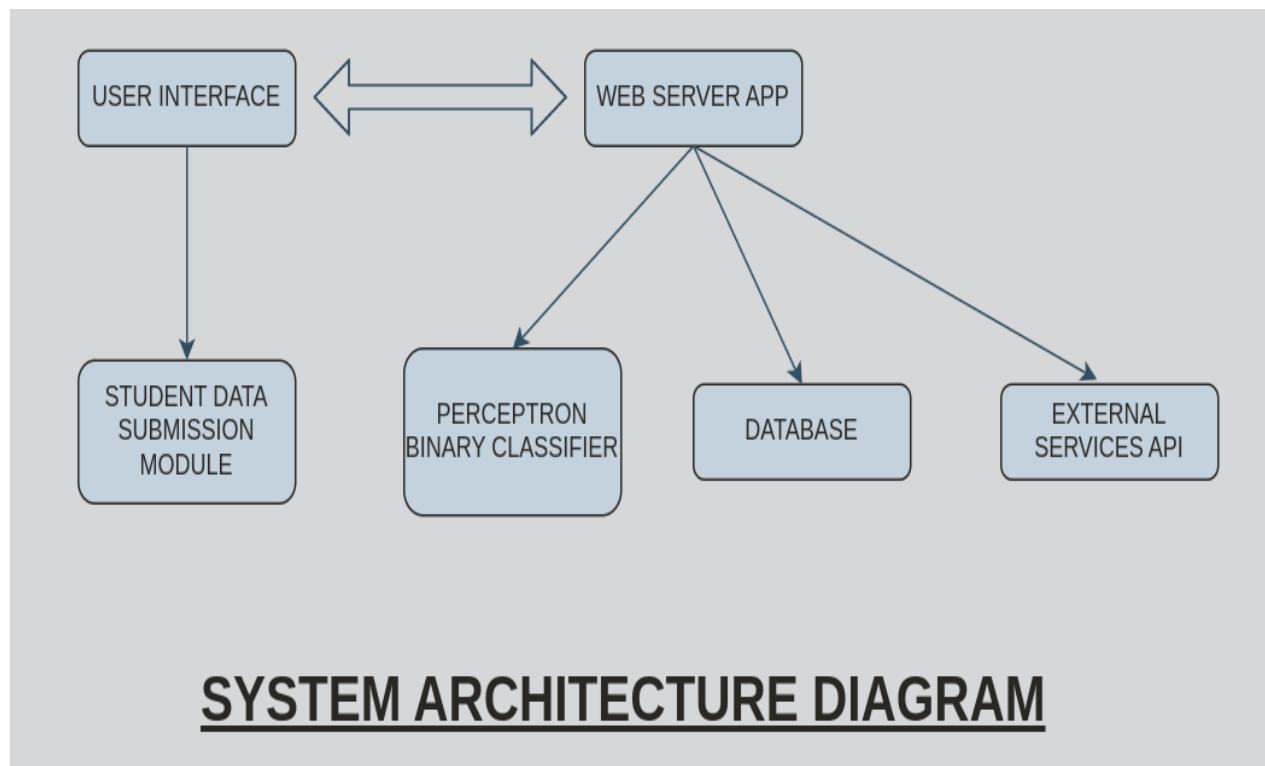 USER INTERFACE
WEB SERVER APP
STUDENT DATA
SUBMISSION
MODULE
PERCEPTRON
BINARY CLASSIFIER
DATABASE
EXTERNAL
SERVICES API
SYSTEM ARCHITECTURE DIAGRAM